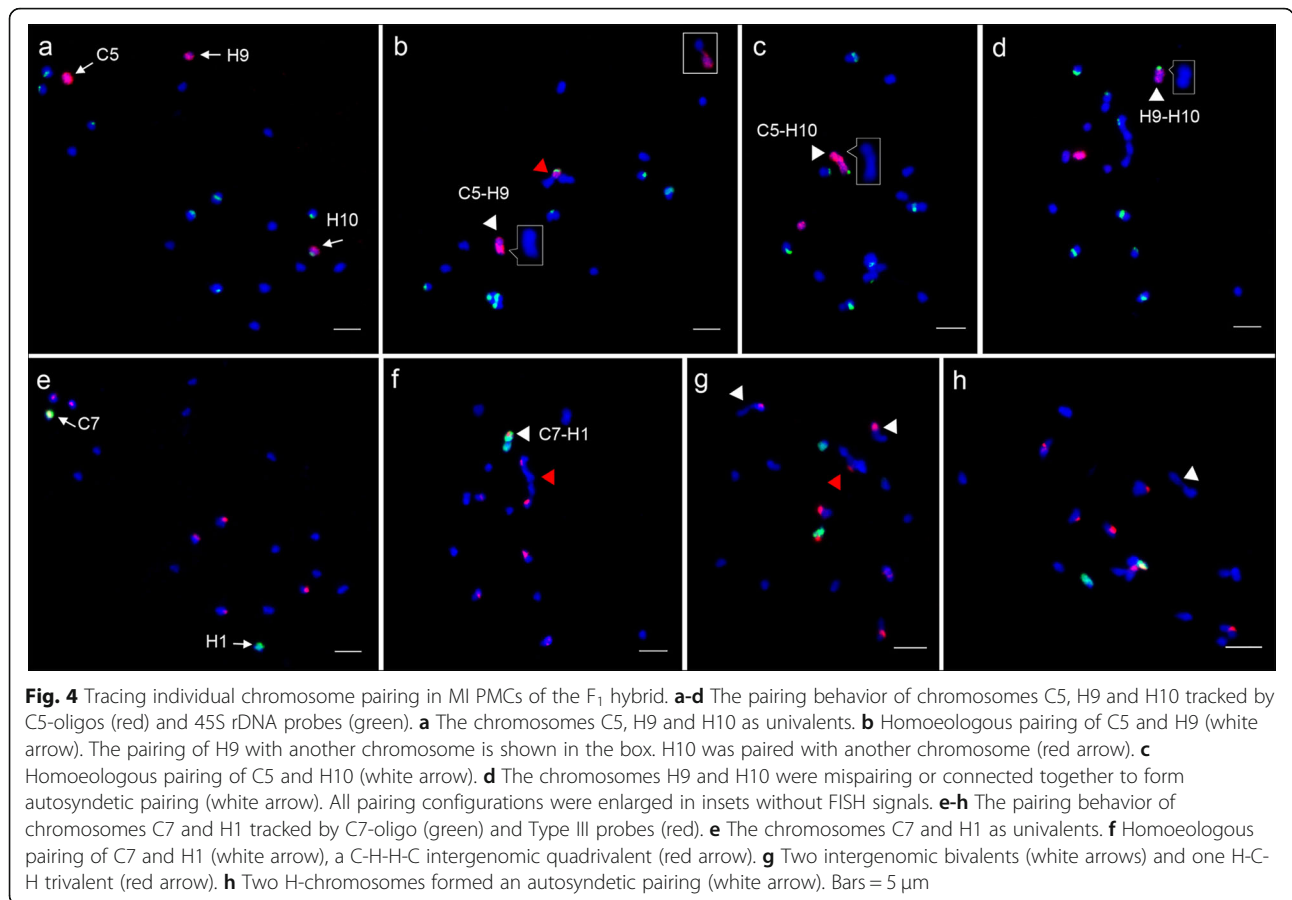 a
C5
H9
H10
b
C5-H9
c
C5-H10
d
H9-H10
e
C7
H1
f
C7-H1
g
h
Fig. 4 Tracing individual chromosome pairing in MI PMCs of the F₁ hybrid. a-d The pairing behavior of chromosomes C5, H9 and H10 tracked by
C5-oligos (red) and 45S rDNA probes (green). a The chromosomes C5, H9 and H10 as univalents. b Homoeologous pairing of C5 and H9 (white
arrow). The pairing of H9 with another chromosome is shown in the box. H10 was paired with another chromosome (red arrow). c
Homoeologous pairing of C5 and H10 (white arrow). d The chromosomes H9 and H10 were mispairing or connected together to form
autosyndetic pairing (white arrow). All pairing configurations were enlarged in insets without FISH signals. e-h The pairing behavior of
chromosomes C7 and H1 tracked by C7-oligo (green) and Type III probes (red). e The chromosomes C7 and H1 as univalents. f Homoeologous
pairing of C7 and H1 (white arrow), a C-H-H-C intergenomic quadrivalent (red arrow). g Two intergenomic bivalents (white arrows) and one H-C-
H trivalent (red arrow). h Two H-chromosomes formed an autosyndetic pairing (white arrow). Bars = 5 μm